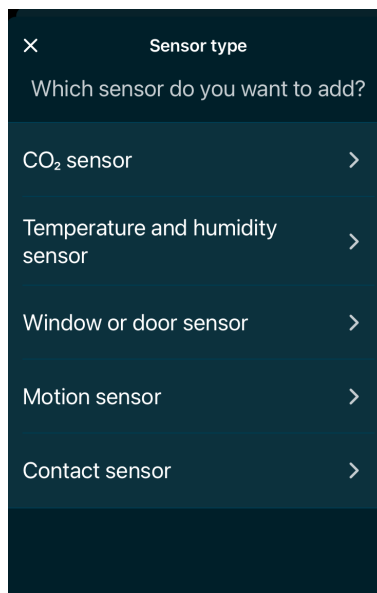 Sensor type
Which sensor do you want to add?
CO₂ sensor
Temperature and humidity
sensor
Window or door sensor
Motion sensor
Contact sensor